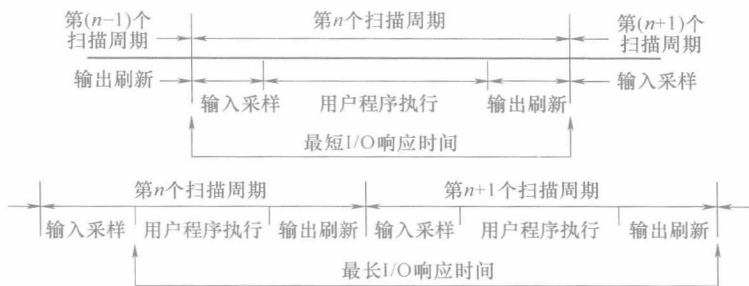 第(n−1)个 第n个扫描周期 第(n+1)个
扫描周期 扫描周期
输出刷新 输入采样 用户程序执行 输出刷新 输入采样
最短I/O响应时间
第n个扫描周期 第n+1个扫描周期
输入采样 用户程序执行 输出刷新 输入采样 用户程序执行 输出刷新
最长I/O响应时间